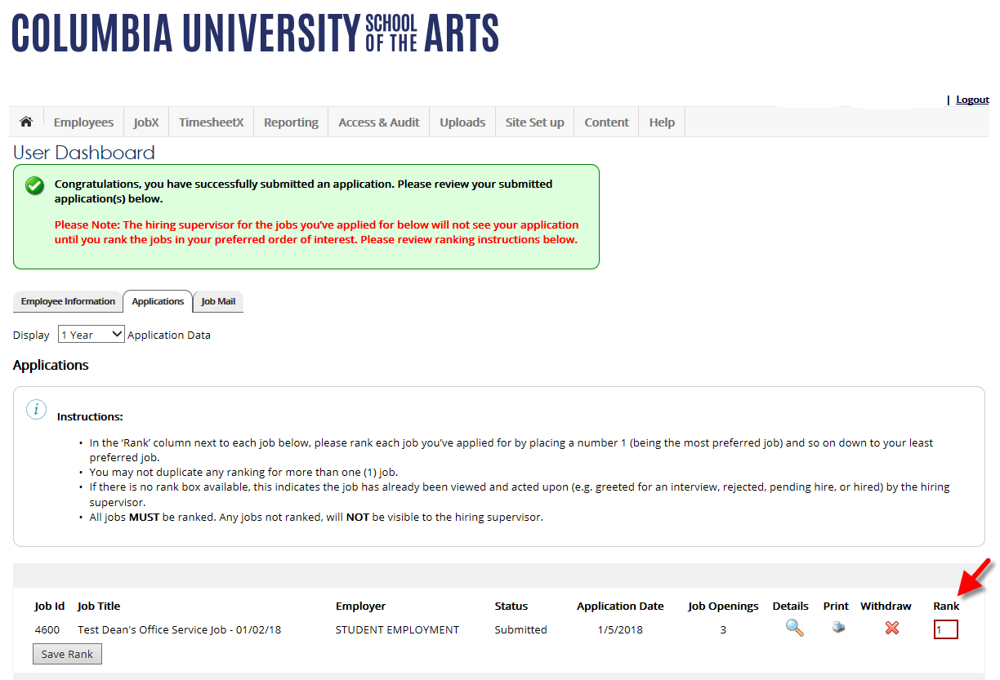 COLUMBIA UNIVERSITY SCHOOL OF THE ARTS
| Logout
Employees JobX TimesheetX Reporting Access & Audit Uploads Site Set up Content Help
User Dashboard
Congratulations, you have successfully submitted an application. Please review your submitted
application(s) below.
Please Note: The hiring supervisor for the jobs you’ve applied for below will not see your application
until you rank the jobs in your preferred order of interest. Please review ranking instructions below.
Employee Information Applications Job Mail
Display 1 Year Application Data
Applications
i
Instructions:
• In the ‘Rank’ column next to each job below, please rank each job you’ve applied for by placing a number 1 (being the most preferred job) and so on down to your least
preferred job.
• You may not duplicate any ranking for more than one (1) job.
• If there is no rank box available, this indicates the job has already been viewed and acted upon (e.g. greeted for an interview, rejected, pending hire, or hired) by the hiring
supervisor.
• All jobs MUST be ranked. Any jobs not ranked, will NOT be visible to the hiring supervisor.
Job Id Job Title Employer Status Application Date Job Openings Details Print Withdraw Rank
4600 Test Dean's Office Service Job - 01/02/18 STUDENT EMPLOYMENT Submitted 1/5/2018 3 1
Save Rank